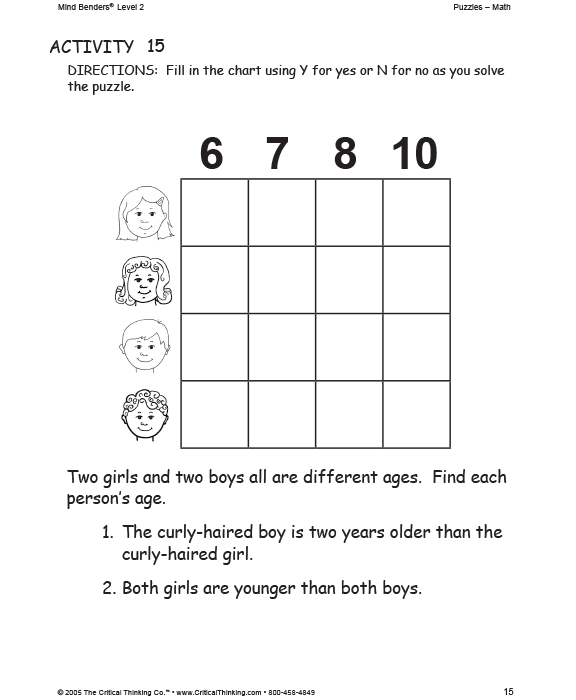 Mind Benders® Level 2
Puzzles – Math
ACTIVITY 15
DIRECTIONS: Fill in the chart using Y for yes or N for no as you solve
the puzzle.
6 7 8 10
Two girls and two boys all are different ages. Find each
person's age.
1. The curly-haired boy is two years older than the
curly-haired girl.
2. Both girls are younger than both boys.
© 2005 The Critical Thinking Co.™ • www.CriticalThinking.com • 800-458-4849
15